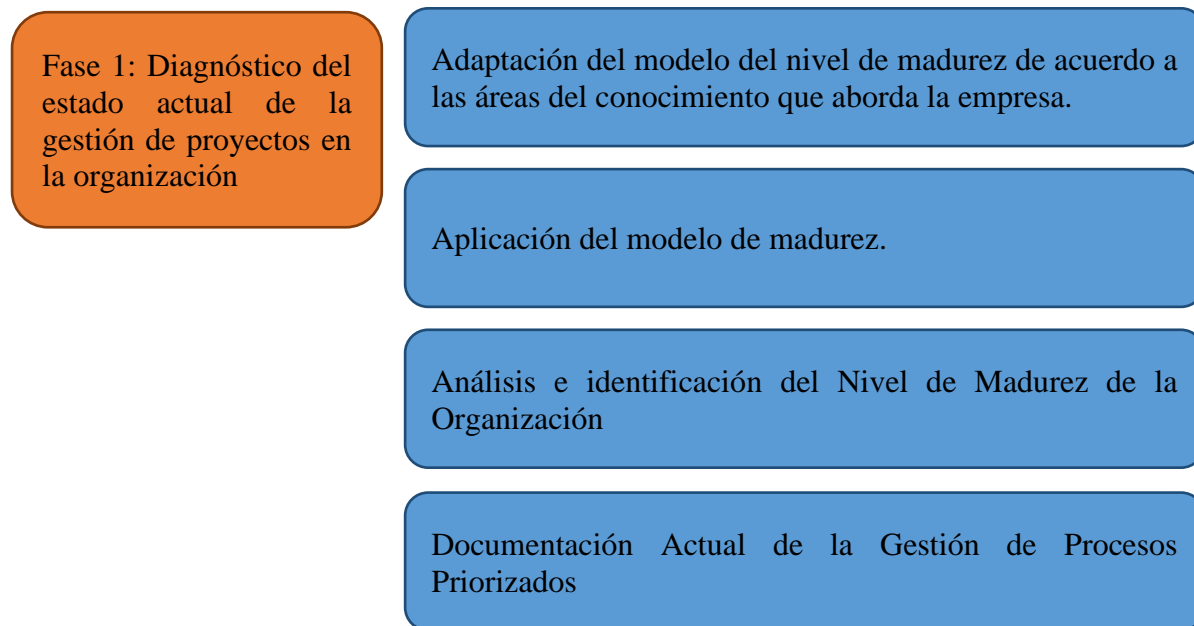 Fase 1: Diagnóstico del
estado actual de la
gestión de proyectos en
la organización
Adaptación del modelo del nivel de madurez de acuerdo a
las áreas del conocimiento que aborda la empresa.
Aplicación del modelo de madurez.
Análisis e identificación del Nivel de Madurez de la
Organización
Documentación Actual de la Gestión de Procesos
Priorizados